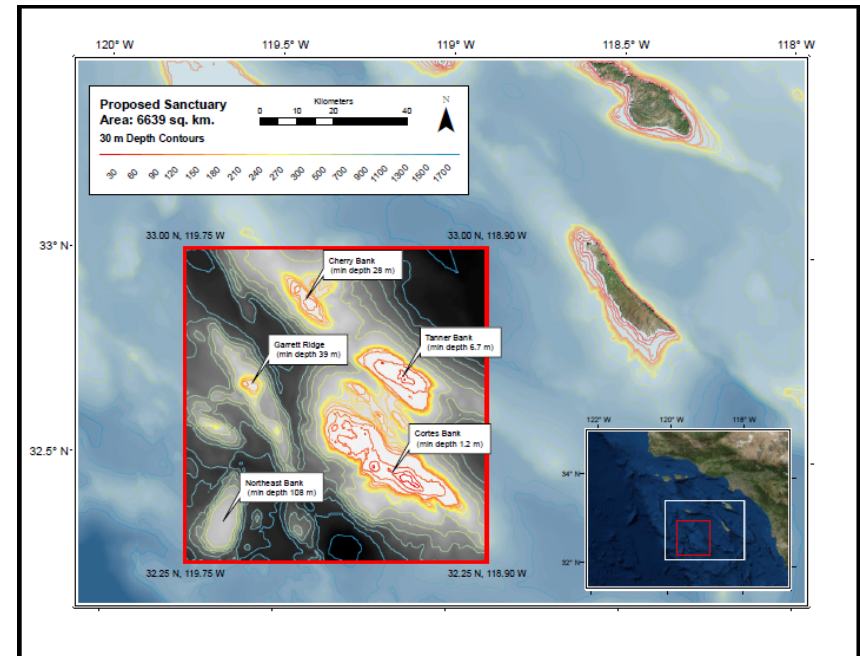 120° W 119.5° W 119° W 118.5° W 118° W
Proposed Sanctuary
Area: 6639 sq. km.
30 m Depth Contours
Kilometers
0 10 20 40
N
30 60 90 120 150 180 210 240 270 300 500 700 900 1100 1300 1500 1700
33° N
33.00 N, 119.75 W 33.00 N, 118.90 W
Cherry Bank
(min depth 28 m)
Garrett Ridge
(min depth 39 m)
Tanner Bank
(min depth 6.7 m)
32.5° N
Cortes Bank
(min depth 1.2 m)
Northeast Bank
(min depth 108 m)
32.25 N, 119.75 W 32.25 N, 118.90 W
122° W 120° W 118° W
34° N
32° N